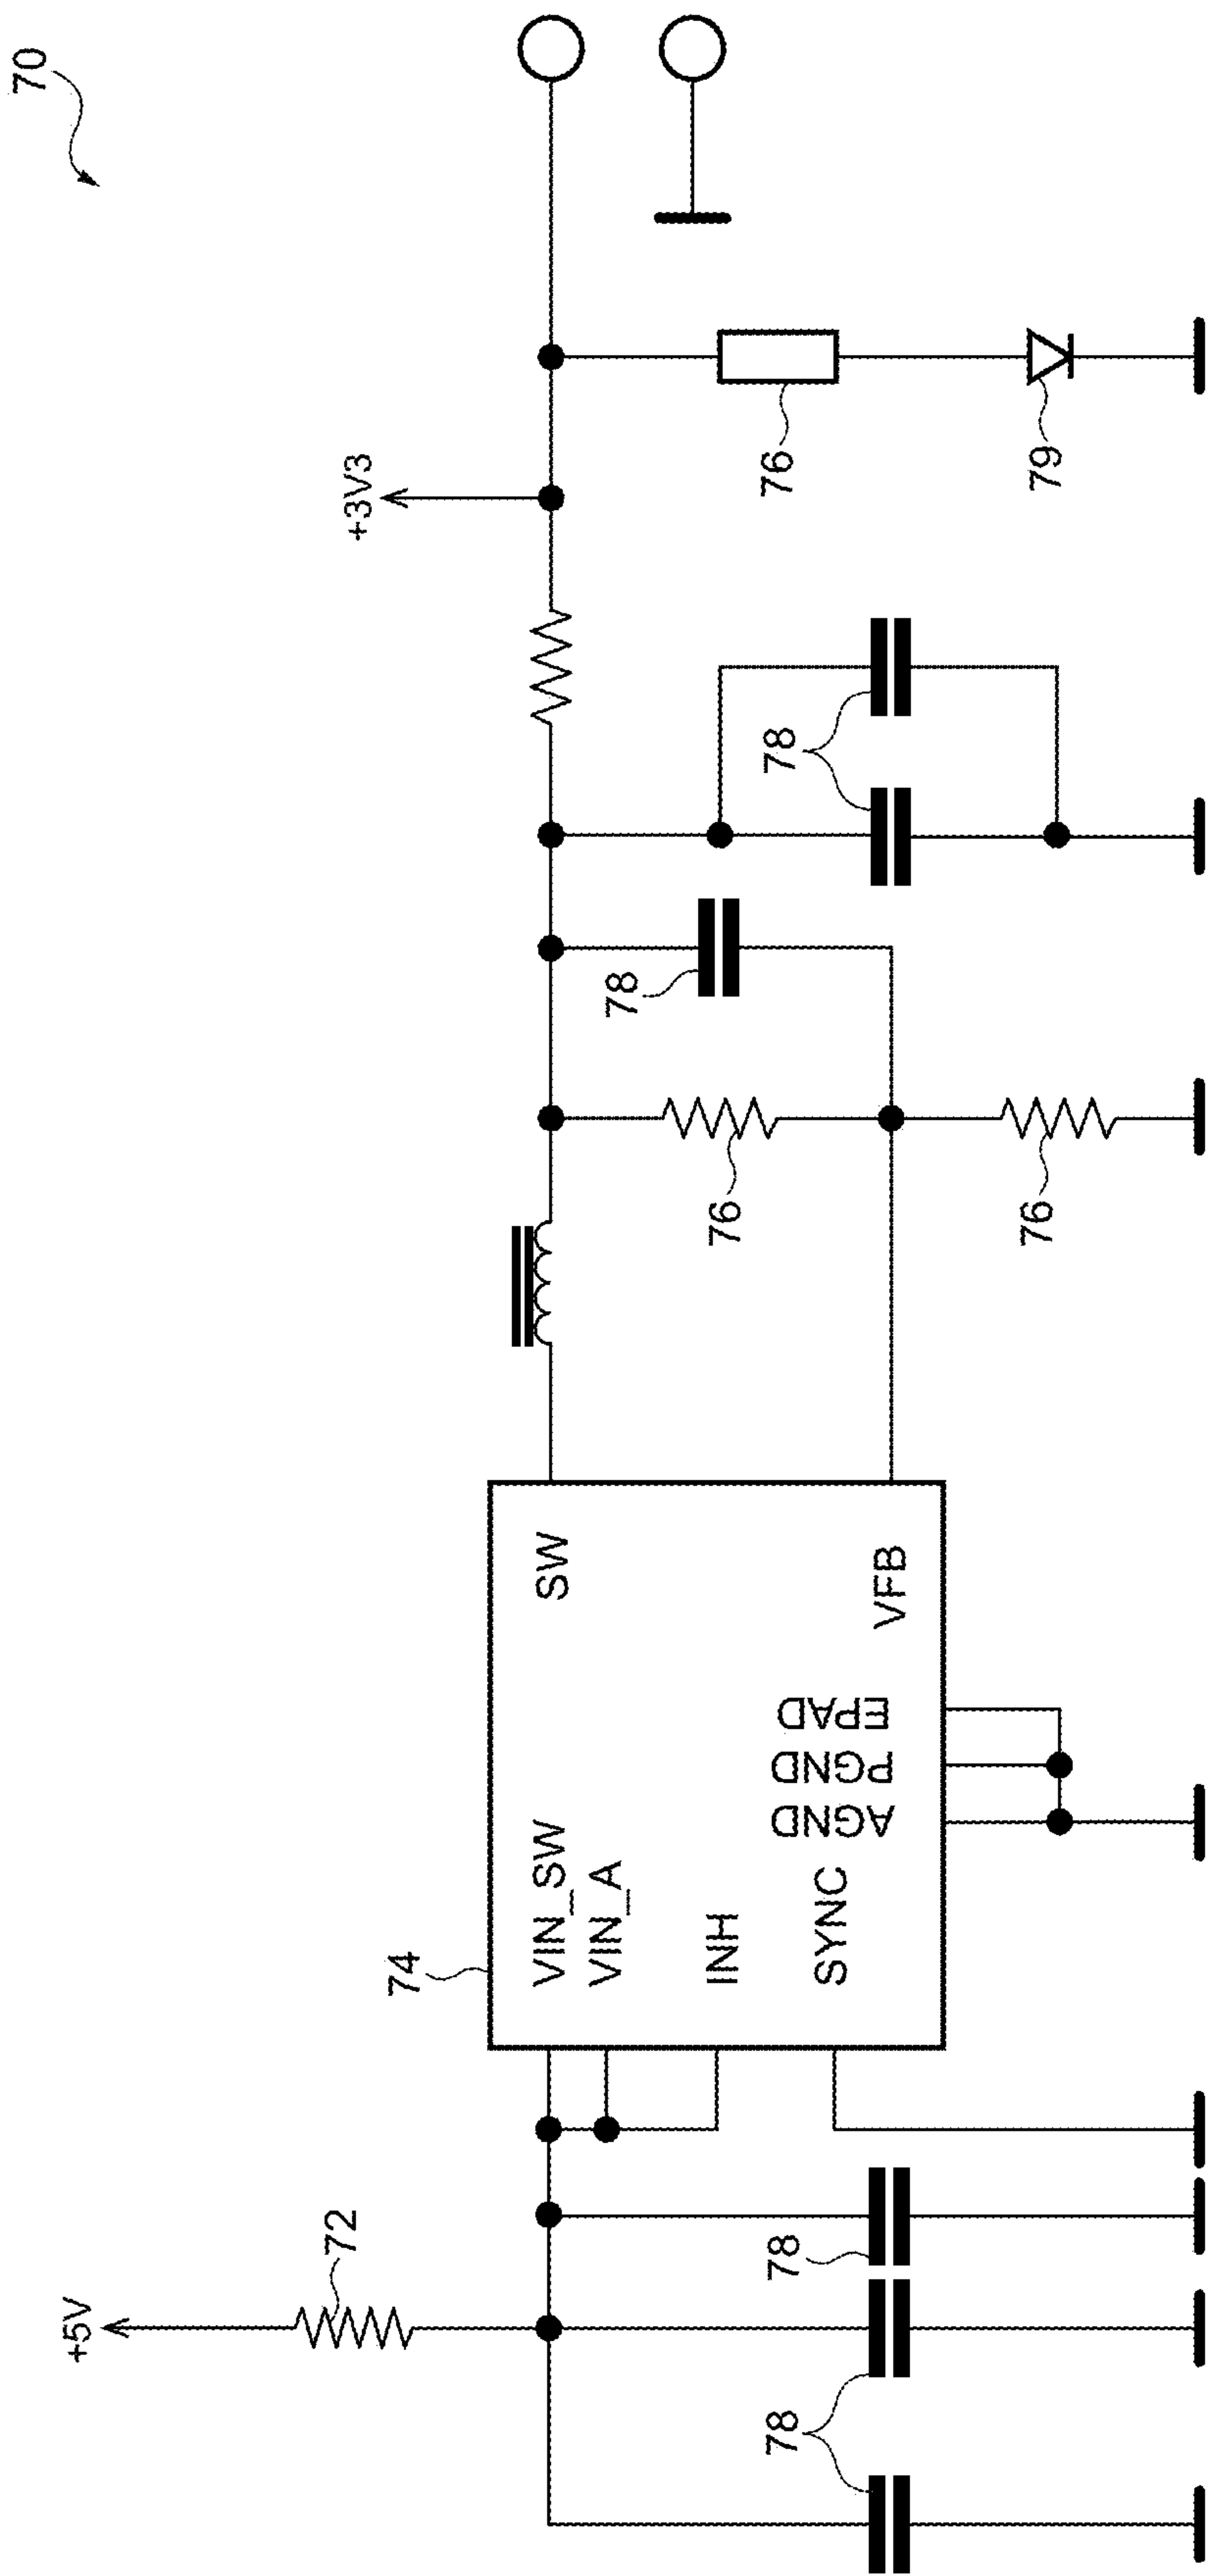 70
+3V3
76
79
78
78
76
76
SW
VFB
EPAD
PGND
AGND
VIN_SW
VIN_A
INH
SYNC
74
72
+5V
78
78